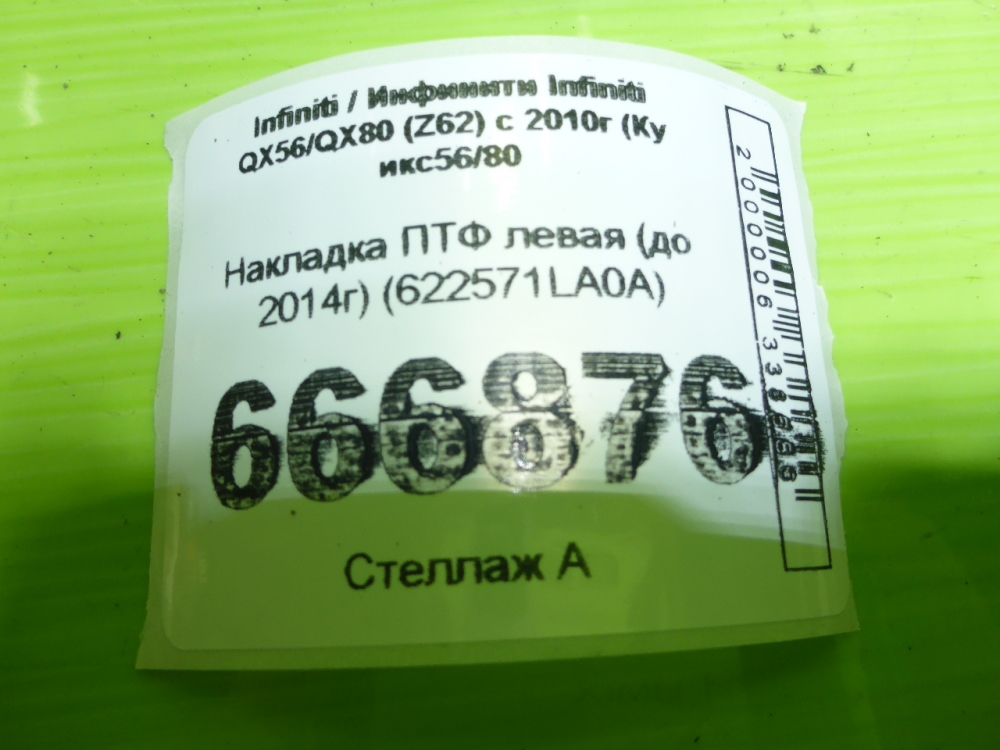 Infiniti / Инфинити Infiniti
QX56/QX80 (Z62) с 2010г (Ку
икс56/80
Накладка ПТФ левая (до
2014г) (622571LA0A)
666876
Стеллаж А